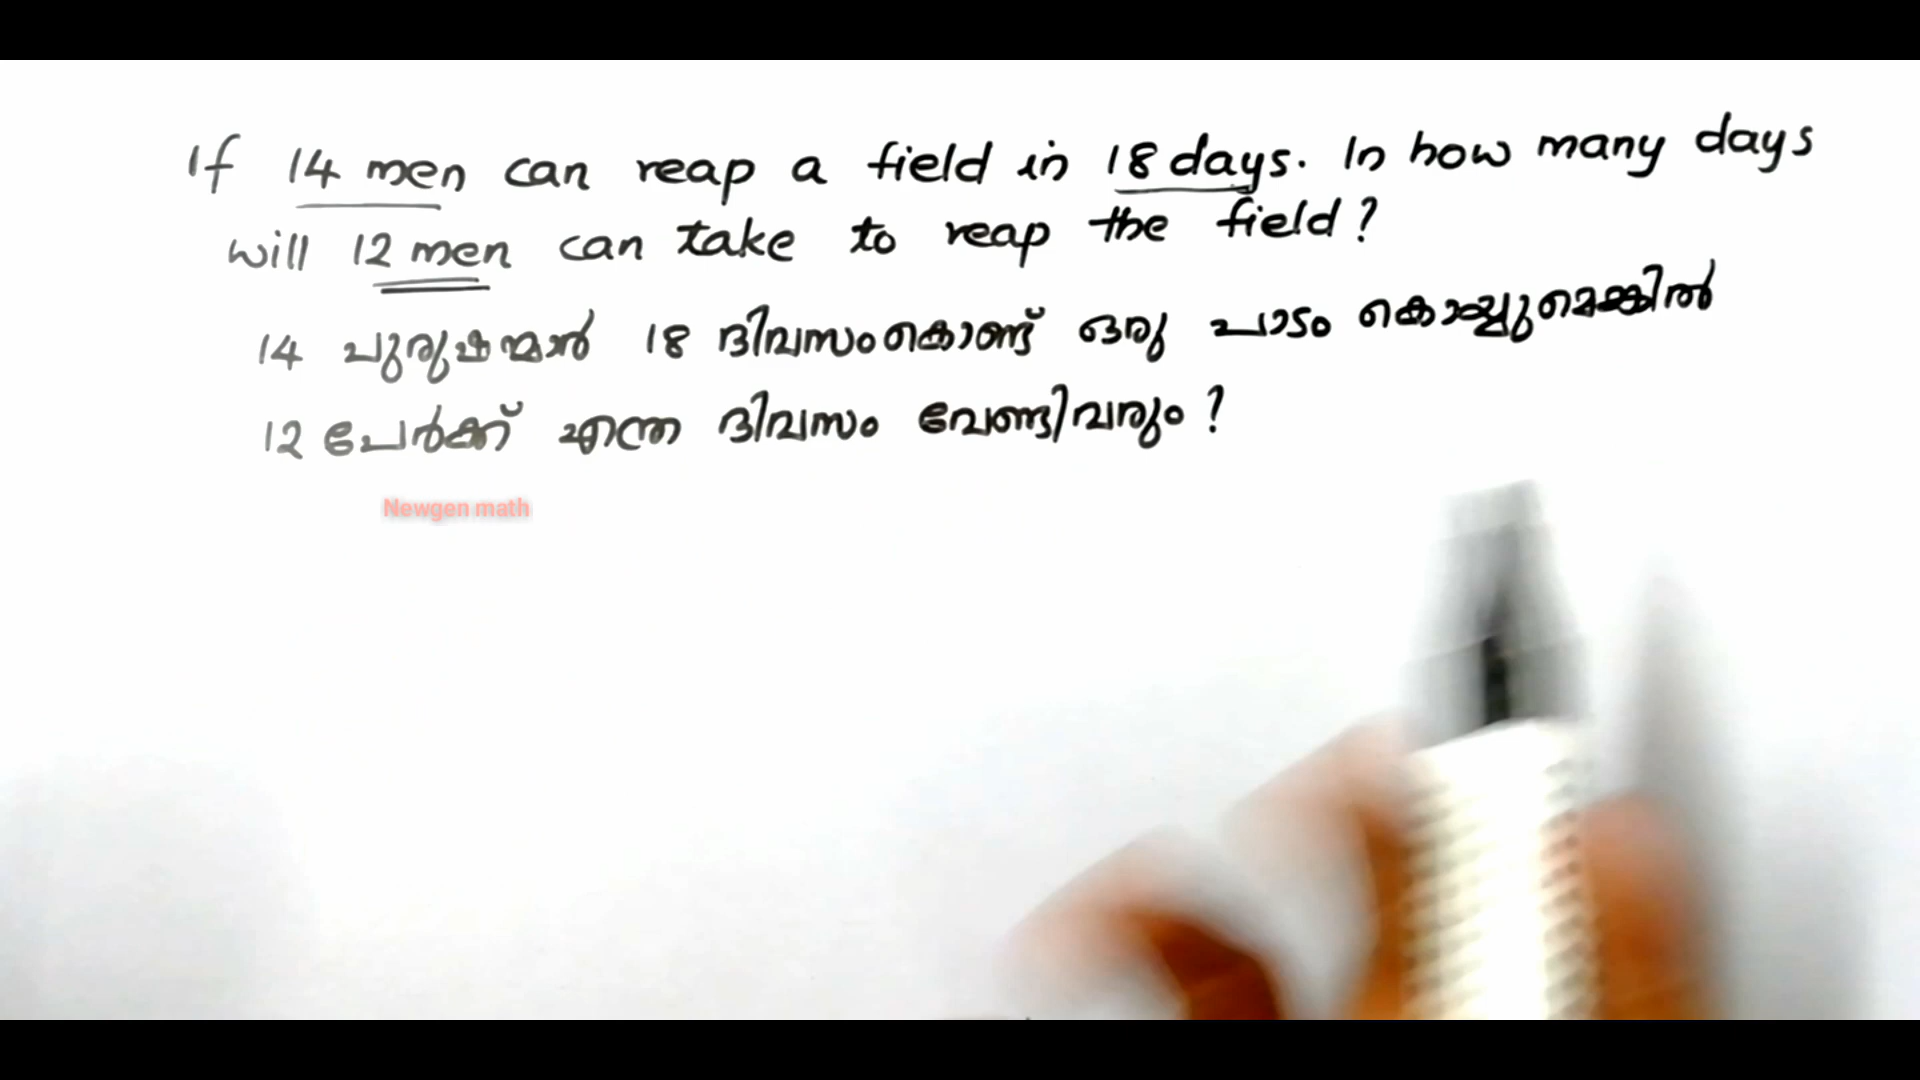 If 14 men can reap a field in 18 days. In how many days
will 12 men can take to reap the field?
14 പുരുഷന്മാർ 18 ദിവസംകൊണ്ട് ഒരു പാടം കൊയ്യുമെങ്കിൽ
12 പേർക്ക് എത്ര ദിവസം വേണ്ടിവരും?
Newgen math